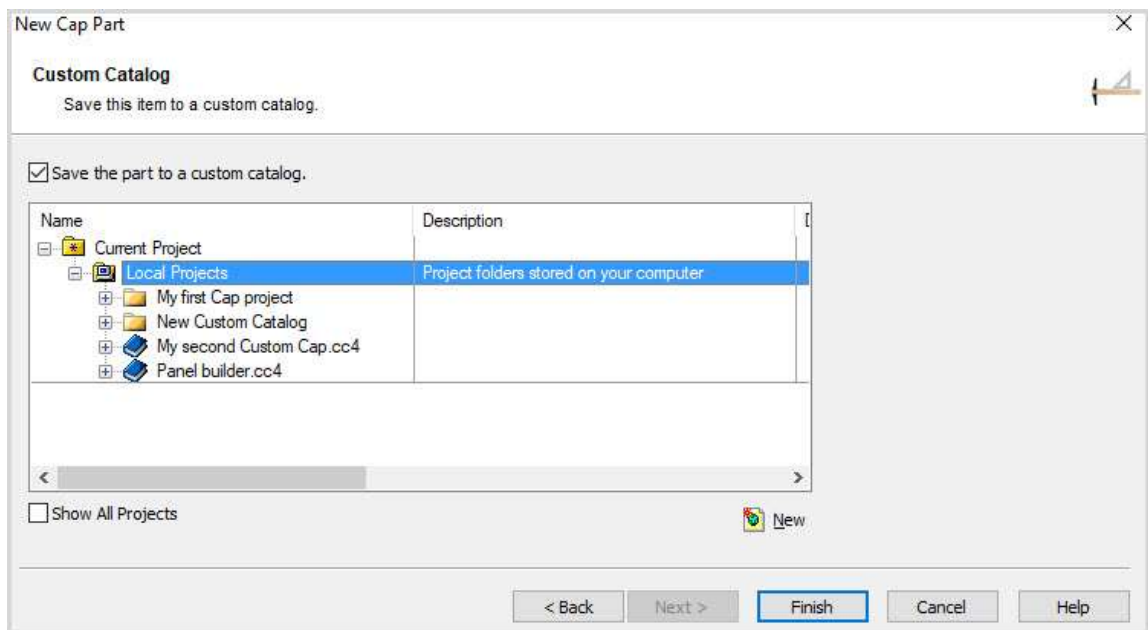 New Cap Part
Custom Catalog
Save this item to a custom catalog.
Save the part to a custom catalog.
Name Description
Current Project
Local Projects Project folders stored on your computer
My first Cap project
New Custom Catalog
My second Custom Cap.cc4
Panel builder.cc4
Show All Projects New
< Back Next > Finish Cancel Help